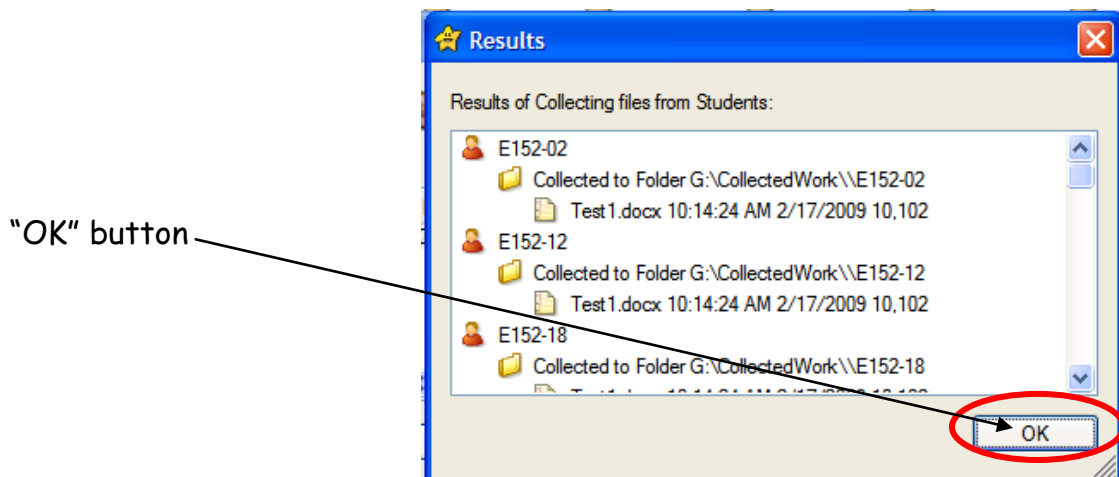 Results
Results of Collecting files from Students:
E152-02
Collected to Folder G:\CollectedWork\\E152-02
Test1.docx 10:14:24 AM 2/17/2009 10,102
“OK” button
E152-12
Collected to Folder G:\CollectedWork\\E152-12
Test1.docx 10:14:24 AM 2/17/2009 10,102
E152-18
Collected to Folder G:\CollectedWork\\E152-18
OK